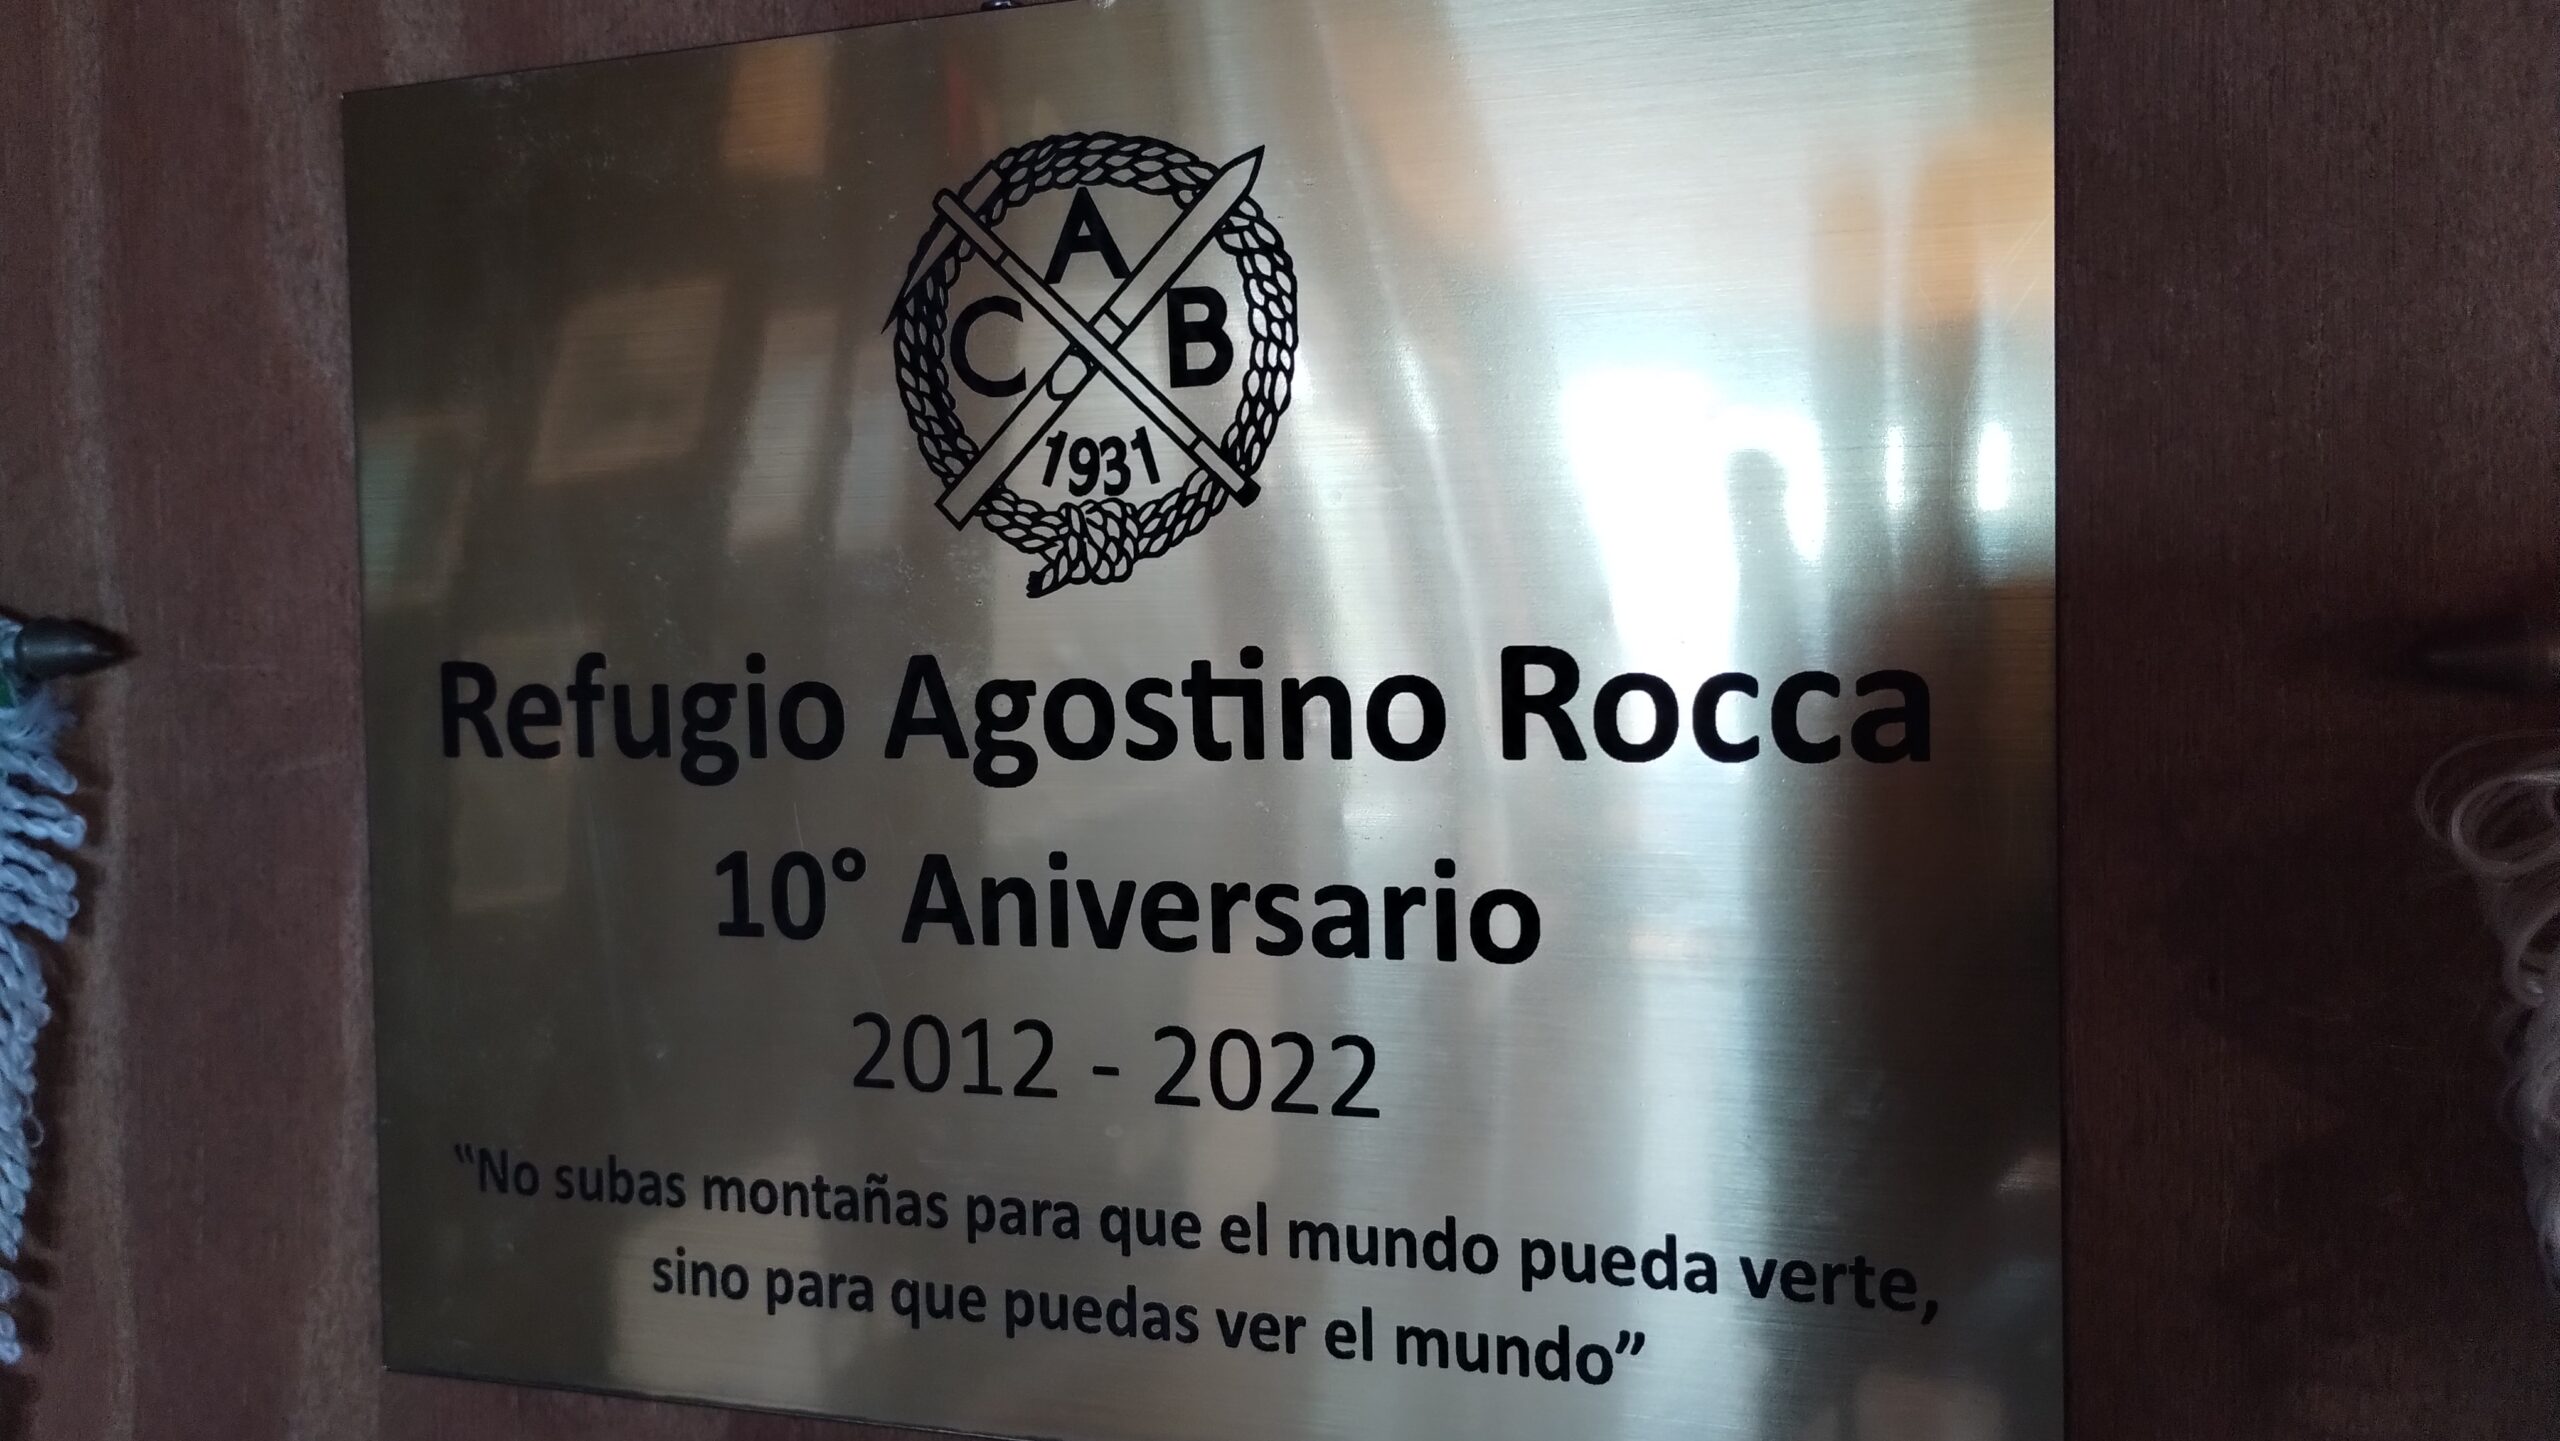 C A B
1931
Refugio Agostino Rocca
10° Aniversario
2012 - 2022
“No subas montañas para que el mundo pueda verte,
sino para que puedas ver el mundo”